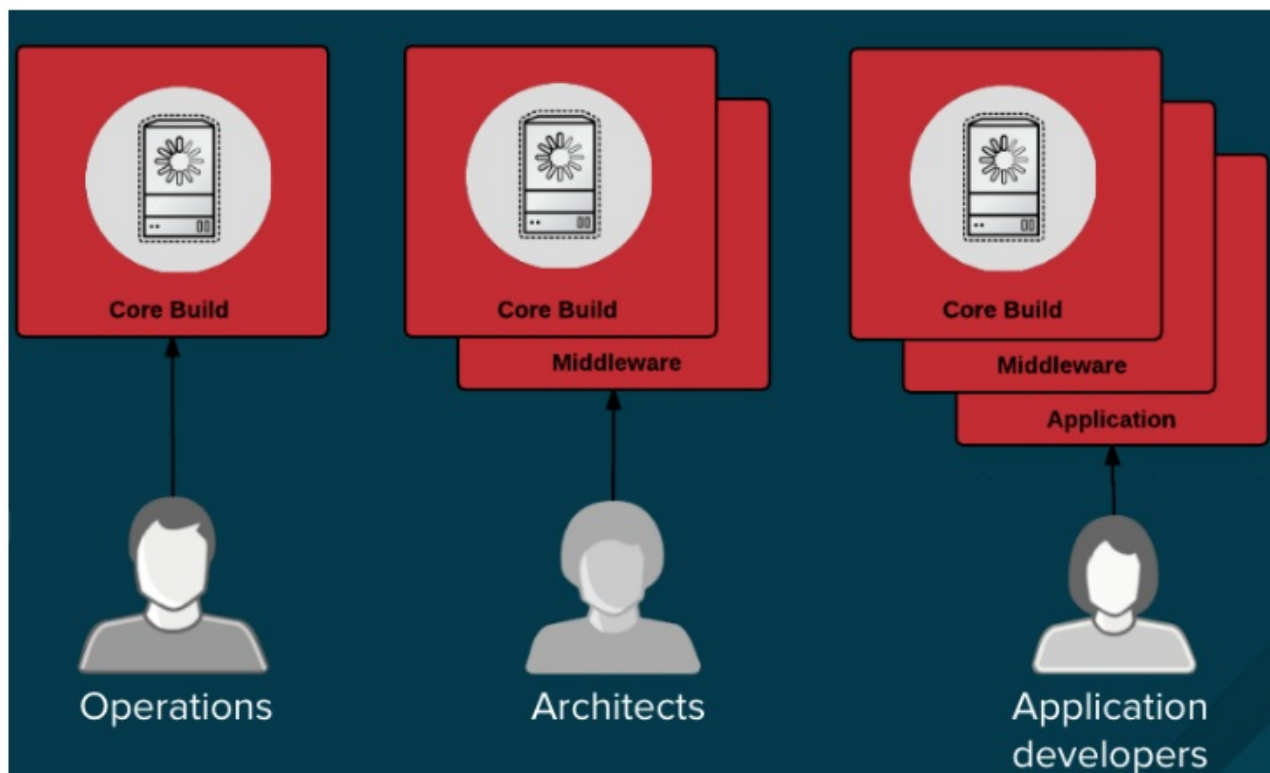 Core Build
Core Build
Middleware
Core Build
Middleware
Application
Operations
Architects
Application
developers